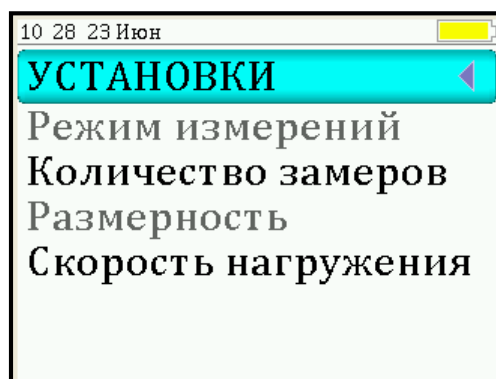 10 28 23 Июн
УСТАНОВКИ
Режим измерений
Количество замеров
Размерность
Скорость нагружения